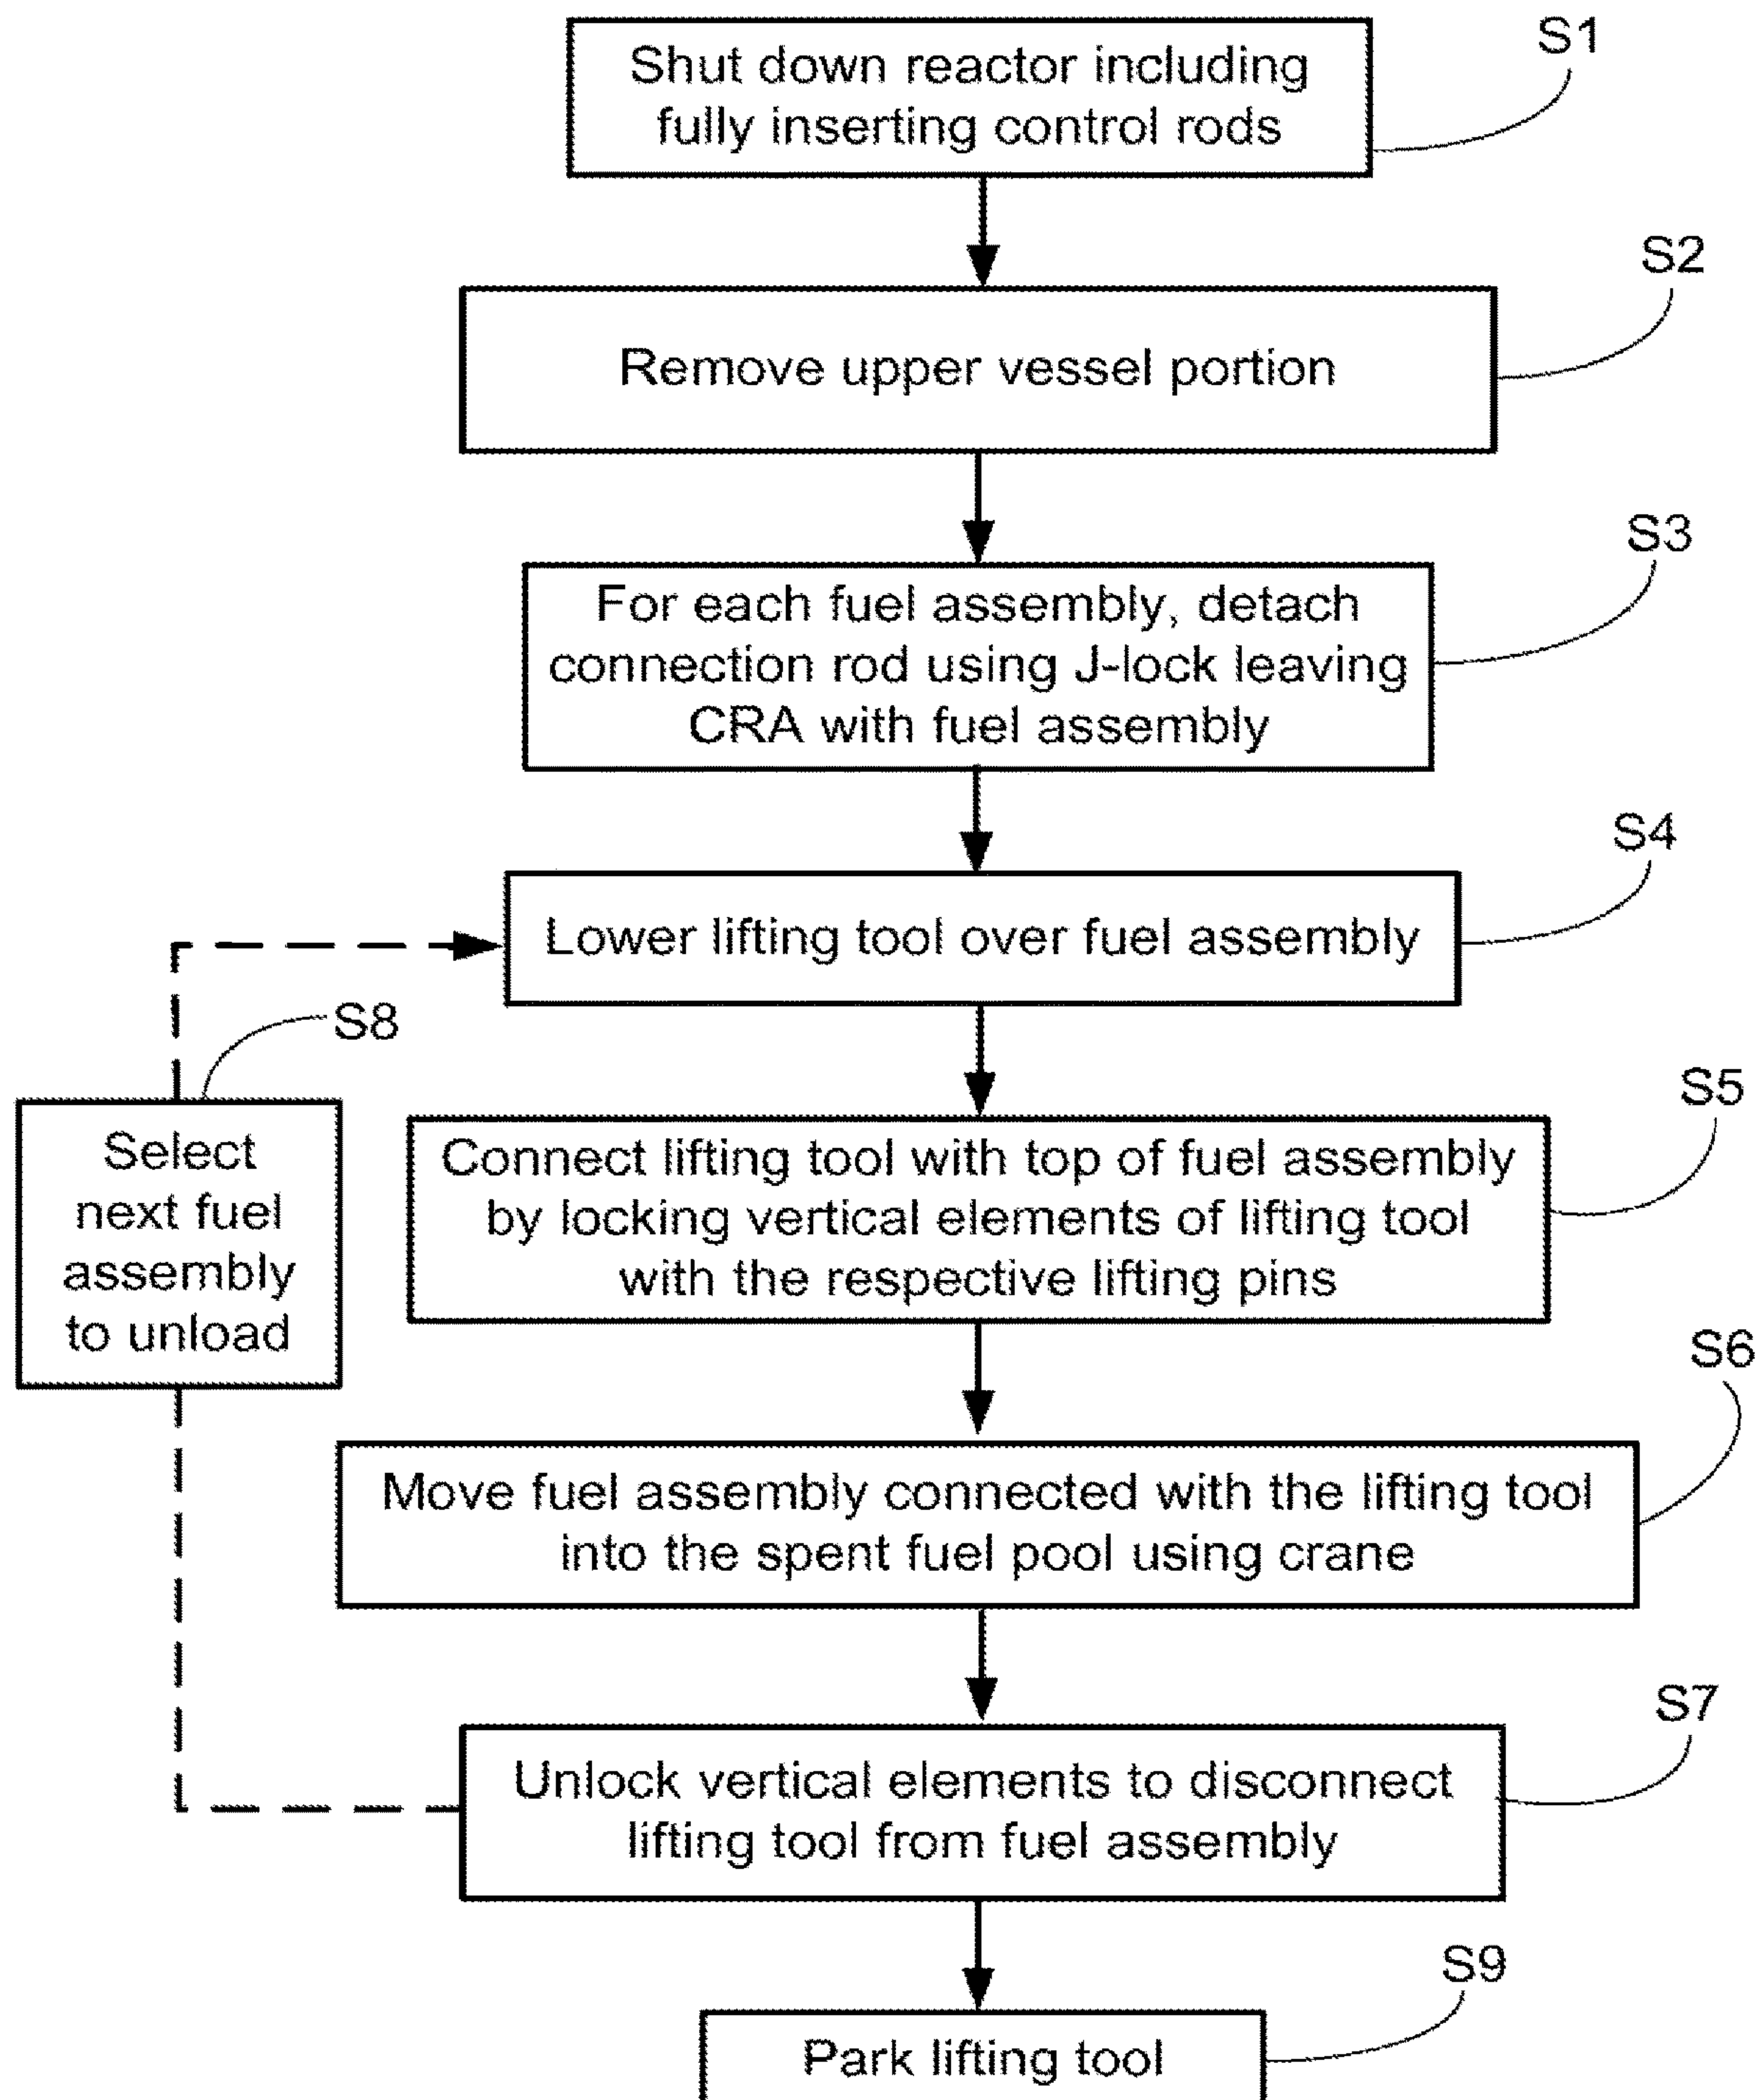 S1
Shut down reactor including
fully inserting control rods
S2
Remove upper vessel portion
S3
For each fuel assembly, detach
connection rod using J-lock leaving
CRA with fuel assembly
S4
Lower lifting tool over fuel assembly
S8
Select
next fuel
assembly
to unload
S5
Connect lifting tool with top of fuel assembly
by locking vertical elements of lifting tool
with the respective lifting pins
S6
Move fuel assembly connected with the lifting tool
into the spent fuel pool using crane
S7
Unlock vertical elements to disconnect
lifting tool from fuel assembly
S9
Park lifting tool